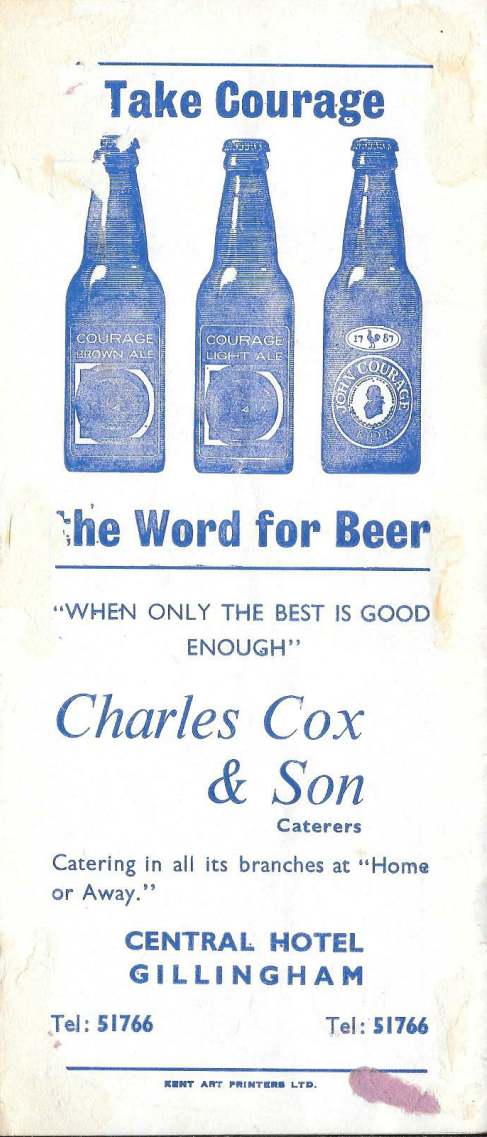 Take Courage
COURAGE
BROWN ALE
COURAGE
LIGHT ALE
17 87
JOHN COURAGE
the Word for Beer
“WHEN ONLY THE BEST IS GOOD
ENOUGH”
Charles Cox
& Son
Caterers
Catering in all its branches at “Home
or Away.”
CENTRAL HOTEL
GILLINGHAM
Tel: 51766 Tel: 51766
KENT ART PRINTERS LTD.